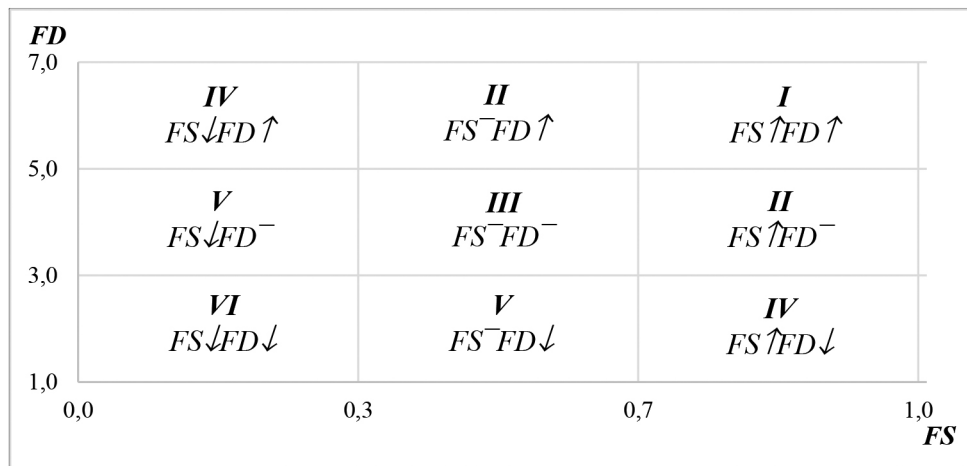 FD
7,0
IV II I
FS↓FD↑ FS¯FD↑ FS↑FD↑
5,0
V III II
FS↓FD¯ FS¯FD¯ FS↑FD¯
3,0
VI V IV
FS↓FD↓ FS¯FD↓ FS↑FD↓
1,0
0,0 0,3 0,7 1,0
FS